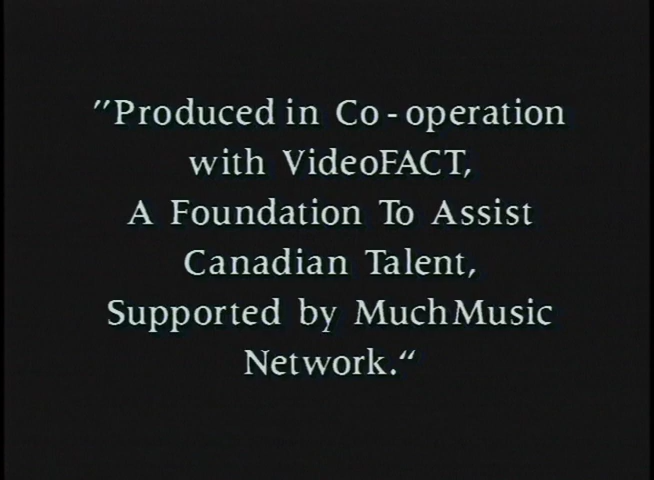 ”Produced in Co-operation
with VideoFACT,
A Foundation To Assist
Canadian Talent,
Supported by MuchMusic
Network.“